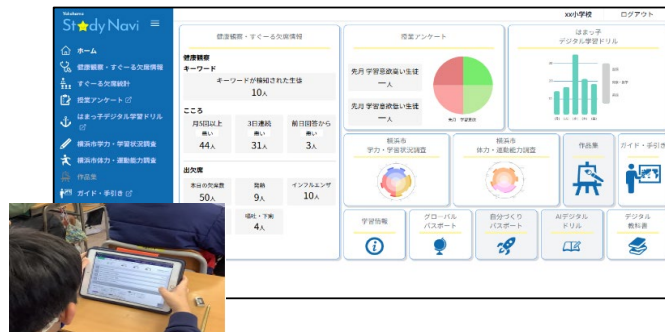 xx小学校 ログアウト
Yokohama
St★dy Navi
ホーム
健康観察・すぐーる欠席情報
すぐーる欠席統計
授業アンケート
はまっ子デジタル学習ドリル
横浜市学力・学習状況調査
横浜市体力・運動能力調査
作品集
ガイド・手引き
健康観察・すぐーる欠席情報
健康観察
キーワード
キーワードが検知された生徒
10人
こころ
月5回以上
悪い
44人
3日連続
悪い
31人
前日回答から
悪い
3人
出欠席
本日の欠席数
50人
発熱
9人
インフルエンザ
10人
嘔吐・下痢
4人
授業アンケート
先月 学習意欲高い生徒
ー人
先月 学習意欲低い生徒
ー人
はまっ子
デジタル学習ドリル
横浜市
学力・学習状況調査
横浜市
体力・運動能力調査
作品集
ガイド・手引き
学習情報
グローバル
パスポート
自分づくり
パスポート
AIデジタル
ドリル
デジタル
教科書